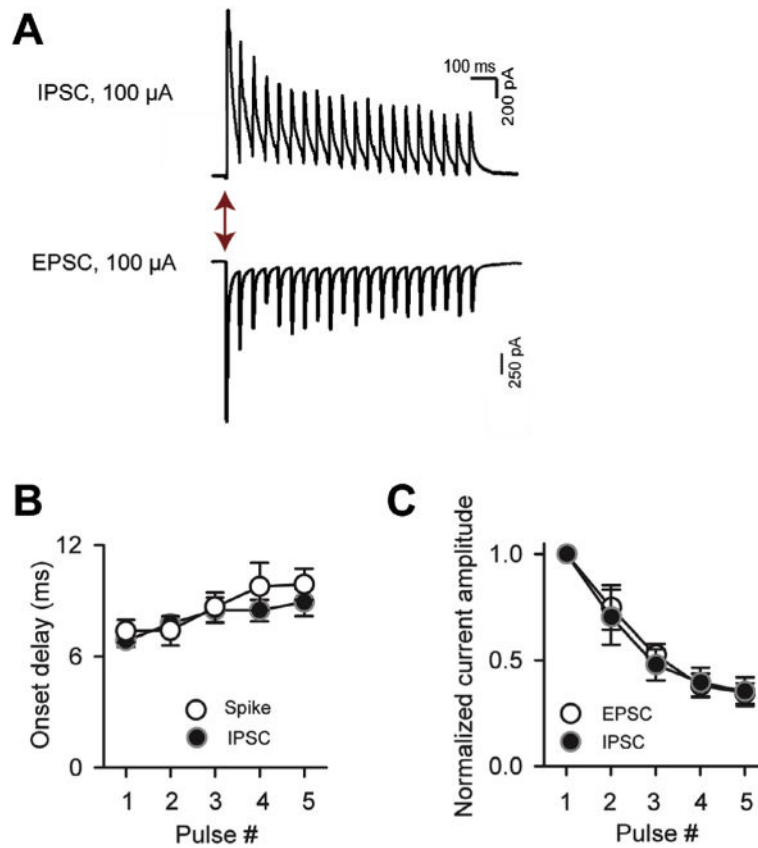 A
IPSC, 100 µA
100 ms
200 pA
EPSC, 100 µA
250 pA
B
Onset delay (ms)
12
6
0
Spike
IPSC
1 2 3 4 5
Pulse #
C
Normalized current amplitude
1.0
0.5
0.0
EPSC
IPSC
1 2 3 4 5
Pulse #